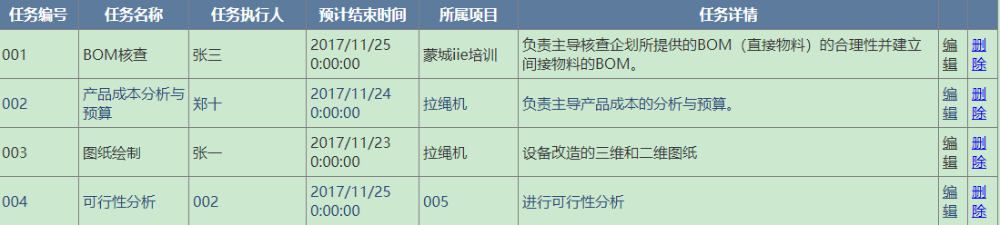 任务编号 任务名称 任务执行人 预计结束时间 所属项目 任务详情
001 BOM核查 张三 2017/11/25 0:00:00 蒙城iie培训 负责主导核查企划所提供的BOM（直接物料）的合理性并建立间接物料的BOM。 编辑 删除
002 产品成本分析与预算 郑十 2017/11/24 0:00:00 拉绳机 负责主导产品成本的分析与预算。 编辑 删除
003 图纸绘制 张一 2017/11/23 0:00:00 拉绳机 设备改造的三维和二维图纸 编辑 删除
004 可行性分析 002 2017/11/25 0:00:00 005 进行可行性分析 编辑 删除